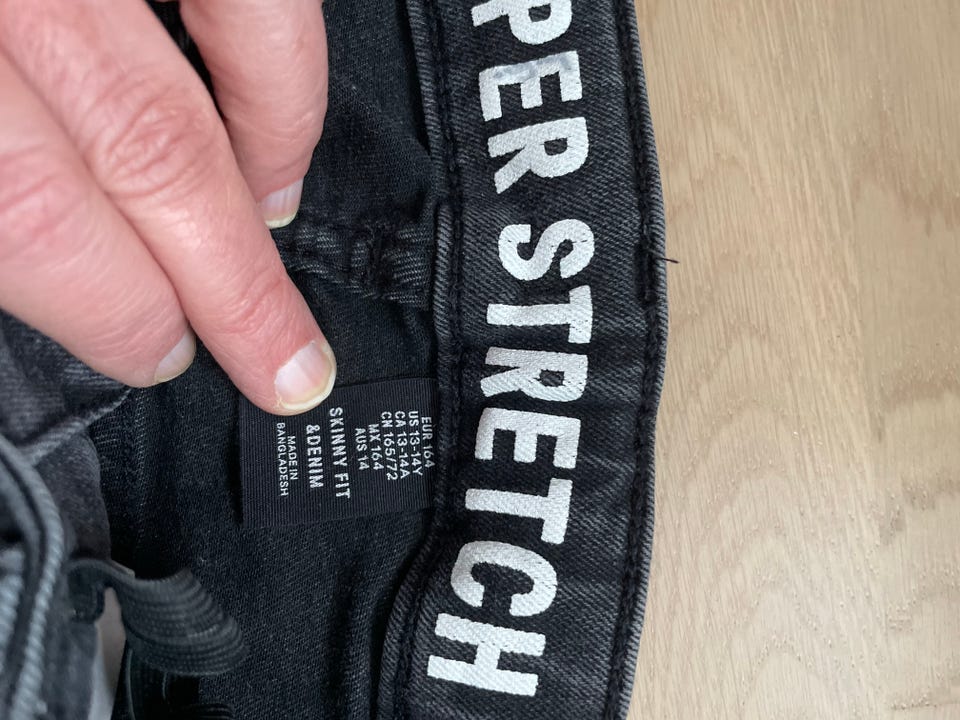 PER STRETCH
EUR 164
US 13-14Y
CA 13-14A
CN 165/72
MX 164
AUS 14
SKINNY FIT
&DENIM
MADE IN
BANGLADESH